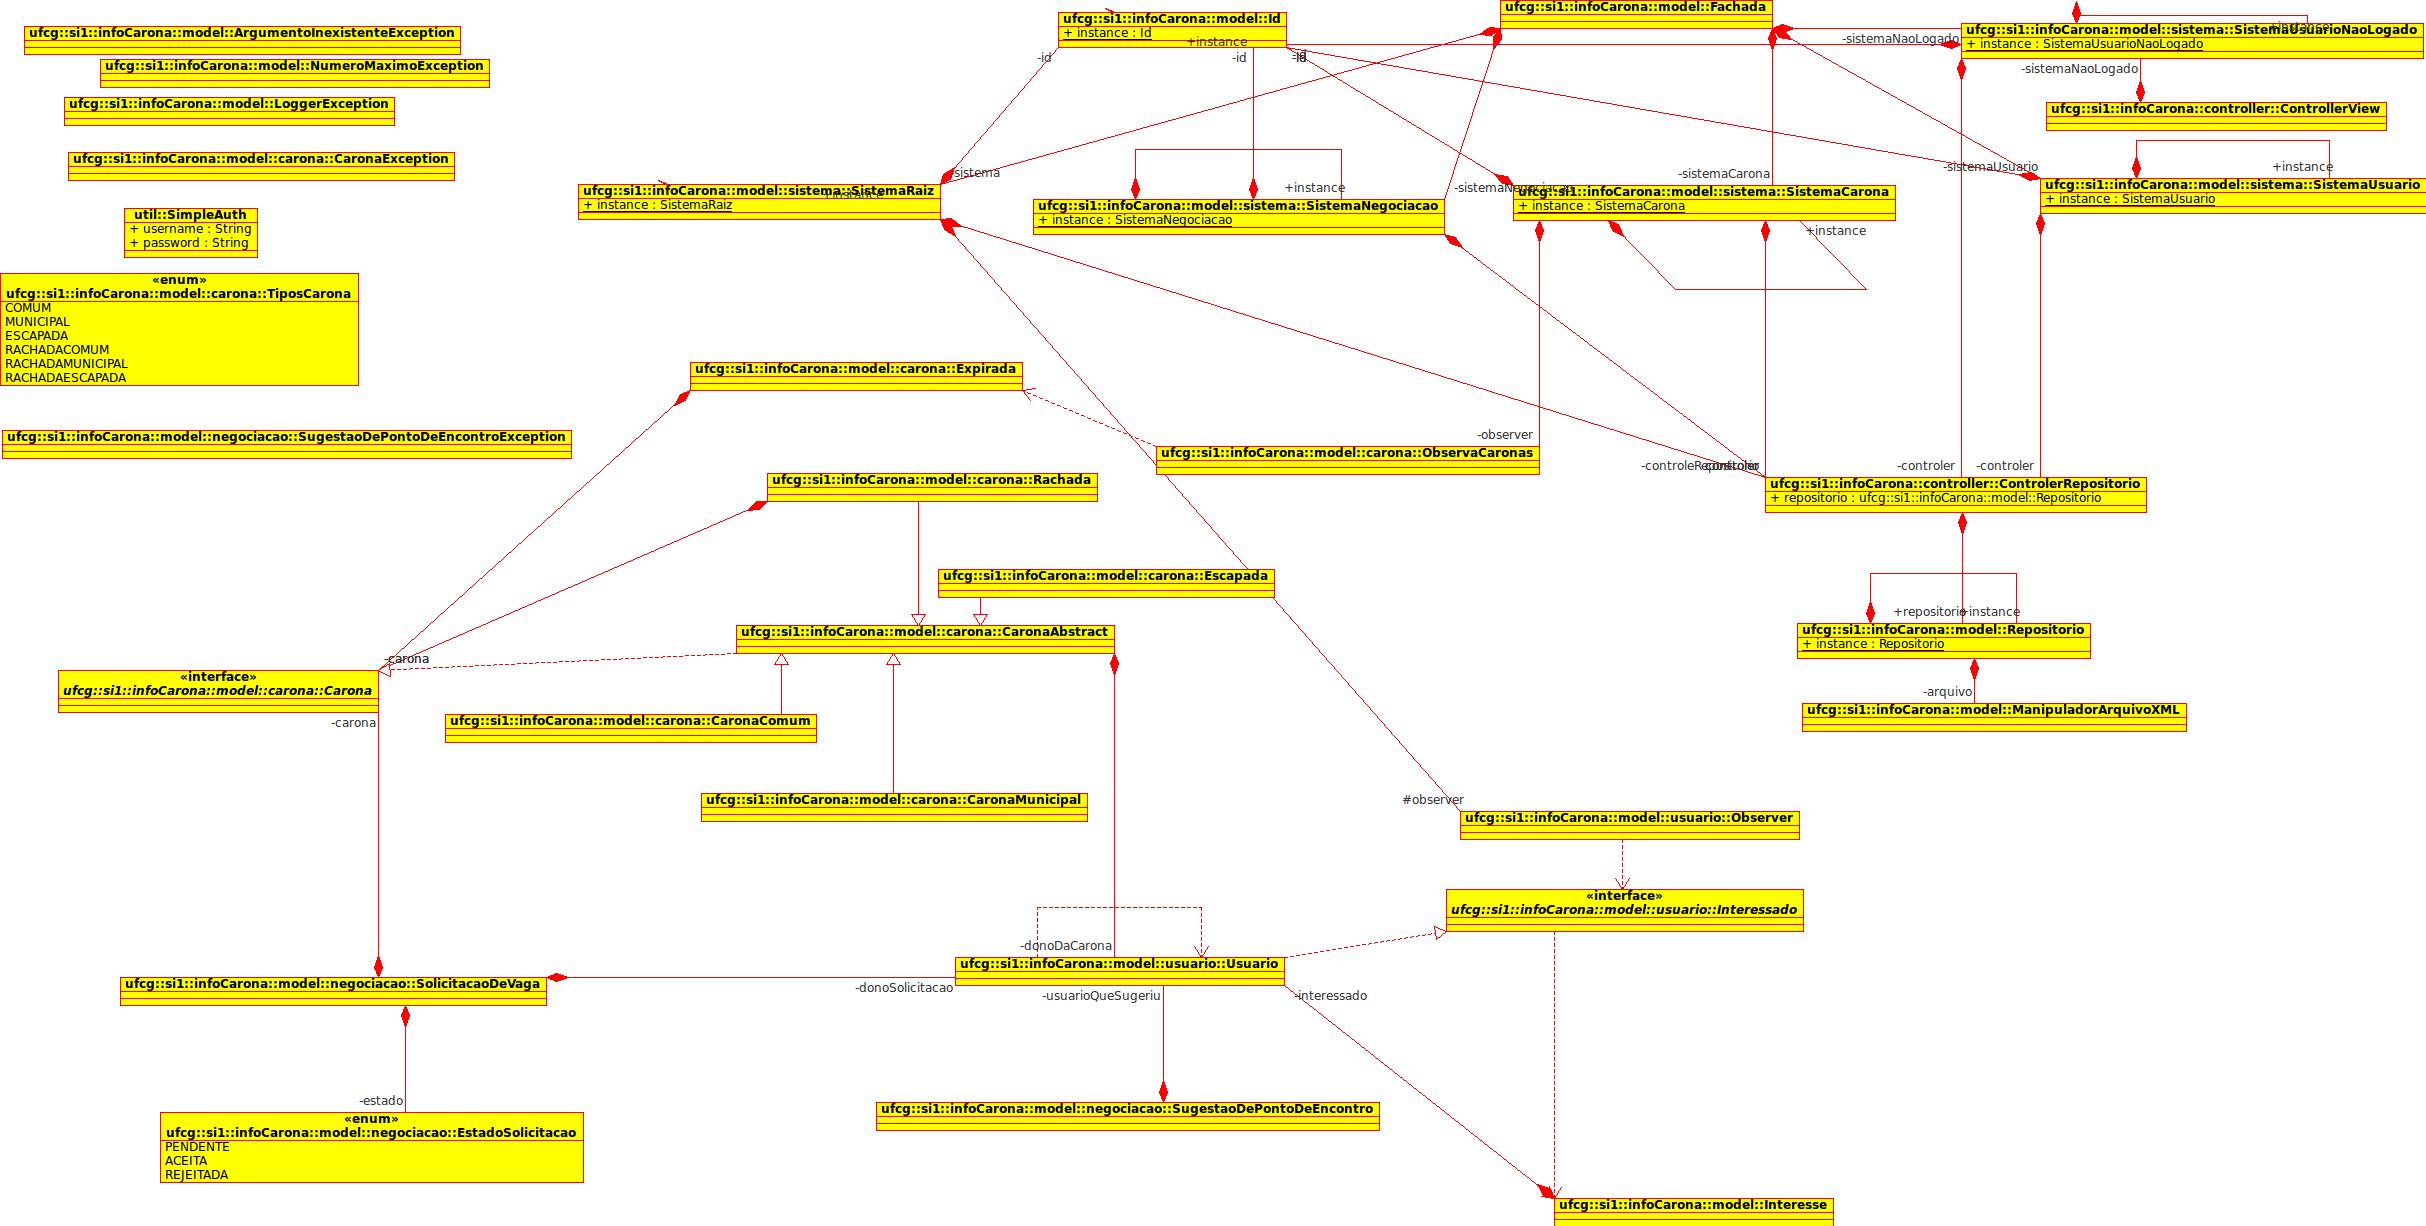 ufcg::si1::infoCarona::model::ArgumentoInexistenteException
ufcg::si1::infoCarona::model::NumeroMaximoException
ufcg::si1::infoCarona::model::LoggerException
ufcg::si1::infoCarona::model::carona::CaronaException
util::SimpleAuth
+ username : String
+ password : String
«enum»
ufcg::si1::infoCarona::model::carona::TiposCarona
COMUM
MUNICIPAL
ESCAPADA
RACHADACOMUM
RACHADAMUNICIPAL
RACHADAESCAPADA
ufcg::si1::infoCarona::model::negociacao::SugestaoDePontoDeEncontroException
ufcg::si1::infoCarona::model::Id
+ instance : Id
+instance
-id
-id
-id
-id
ufcg::si1::infoCarona::model::Fachada
-sistemaNaoLogado
ufcg::si1::infoCarona::model::sistema::SistemaUsuarioNaoLogado
+instance
+ instance : SistemaUsuarioNaoLogado
-sistemaNaoLogado
ufcg::si1::infoCarona::controller::ControllerView
-sistema
ufcg::si1::infoCarona::model::sistema::SistemaRaiz
+instance
+ instance : SistemaRaiz
+instance
-sistemaNegociacao
ufcg::si1::infoCarona::model::sistema::SistemaNegociacao
+ instance : SistemaNegociacao
-sistemaCarona
ufcg::si1::infoCarona::model::sistema::SistemaCarona
+ instance : SistemaCarona
+instance
-sistemaUsuario
+instance
ufcg::si1::infoCarona::model::sistema::SistemaUsuario
+ instance : SistemaUsuario
ufcg::si1::infoCarona::model::carona::Expirada
-observer
ufcg::si1::infoCarona::model::carona::ObservaCaronas
-controleRepositorio
-controler
-controler
-controler
ufcg::si1::infoCarona::controller::ControlerRepositorio
+ repositorio : ufcg::si1::infoCarona::model::Repositorio
ufcg::si1::infoCarona::model::carona::Rachada
ufcg::si1::infoCarona::model::carona::Escapada
+repositorio
+instance
ufcg::si1::infoCarona::model::Repositorio
+ instance : Repositorio
-arquivo
ufcg::si1::infoCarona::model::ManipuladorArquivoXML
ufcg::si1::infoCarona::model::carona::CaronaAbstract
-carona
«interface»
ufcg::si1::infoCarona::model::carona::Carona
-carona
ufcg::si1::infoCarona::model::carona::CaronaComum
ufcg::si1::infoCarona::model::carona::CaronaMunicipal
#observer
ufcg::si1::infoCarona::model::usuario::Observer
«interface»
ufcg::si1::infoCarona::model::usuario::Interessado
-donoDaCarona
ufcg::si1::infoCarona::model::usuario::Usuario
-donoSolicitacao
-usuarioQueSugeriu
-interessado
ufcg::si1::infoCarona::model::negociacao::SolicitacaoDeVaga
-estado
«enum»
ufcg::si1::infoCarona::model::negociacao::EstadoSolicitacao
PENDENTE
ACEITA
REJEITADA
ufcg::si1::infoCarona::model::negociacao::SugestaoDePontoDeEncontro
ufcg::si1::infoCarona::model::Interesse